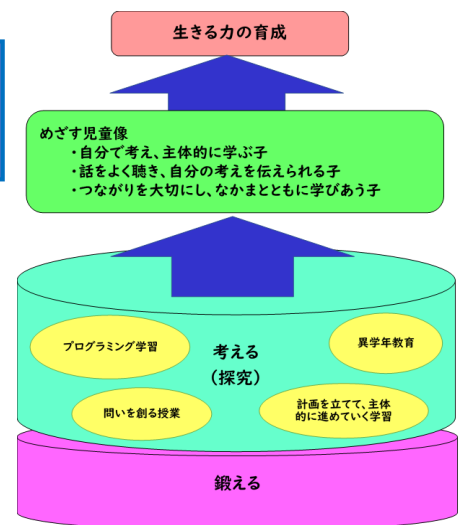 生きる力の育成
めざす児童像
・自分で考え、主体的に学ぶ子
・話をよく聴き、自分の考えを伝えられる子
・つながりを大切にし、なかまとともに学びあう子
プログラミング学習
異学年教育
考える
（探究）
問いを創る授業
計画を立てて、主体
的に進めていく学習
鍛える